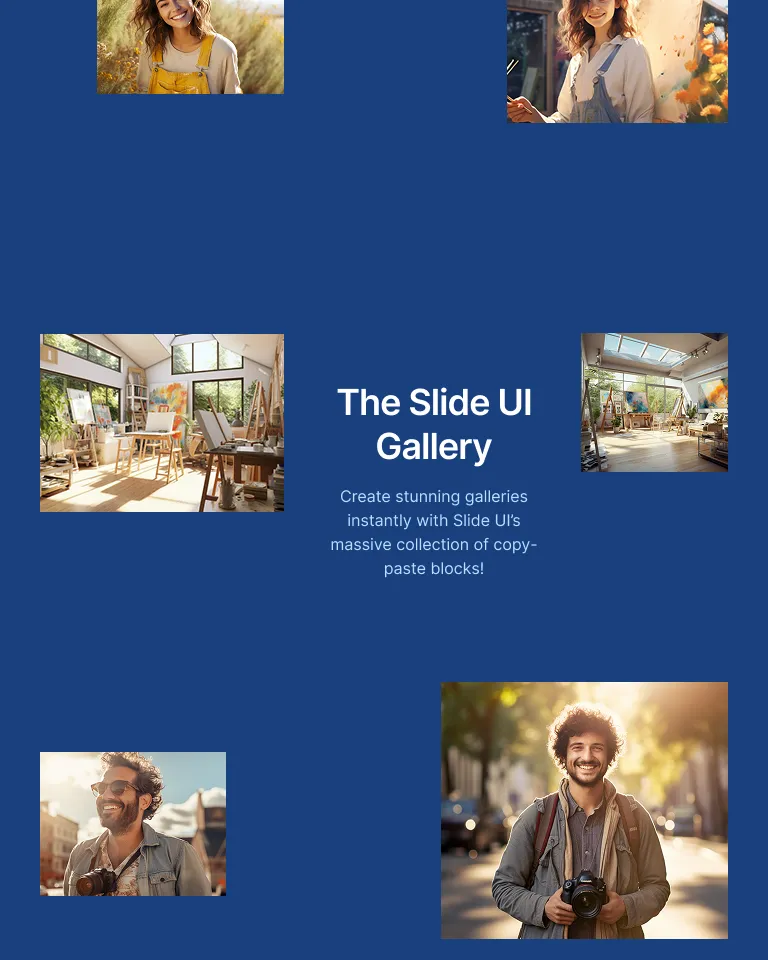 The Slide UI
Gallery
Create stunning galleries
instantly with Slide UI’s
massive collection of copy-
paste blocks!